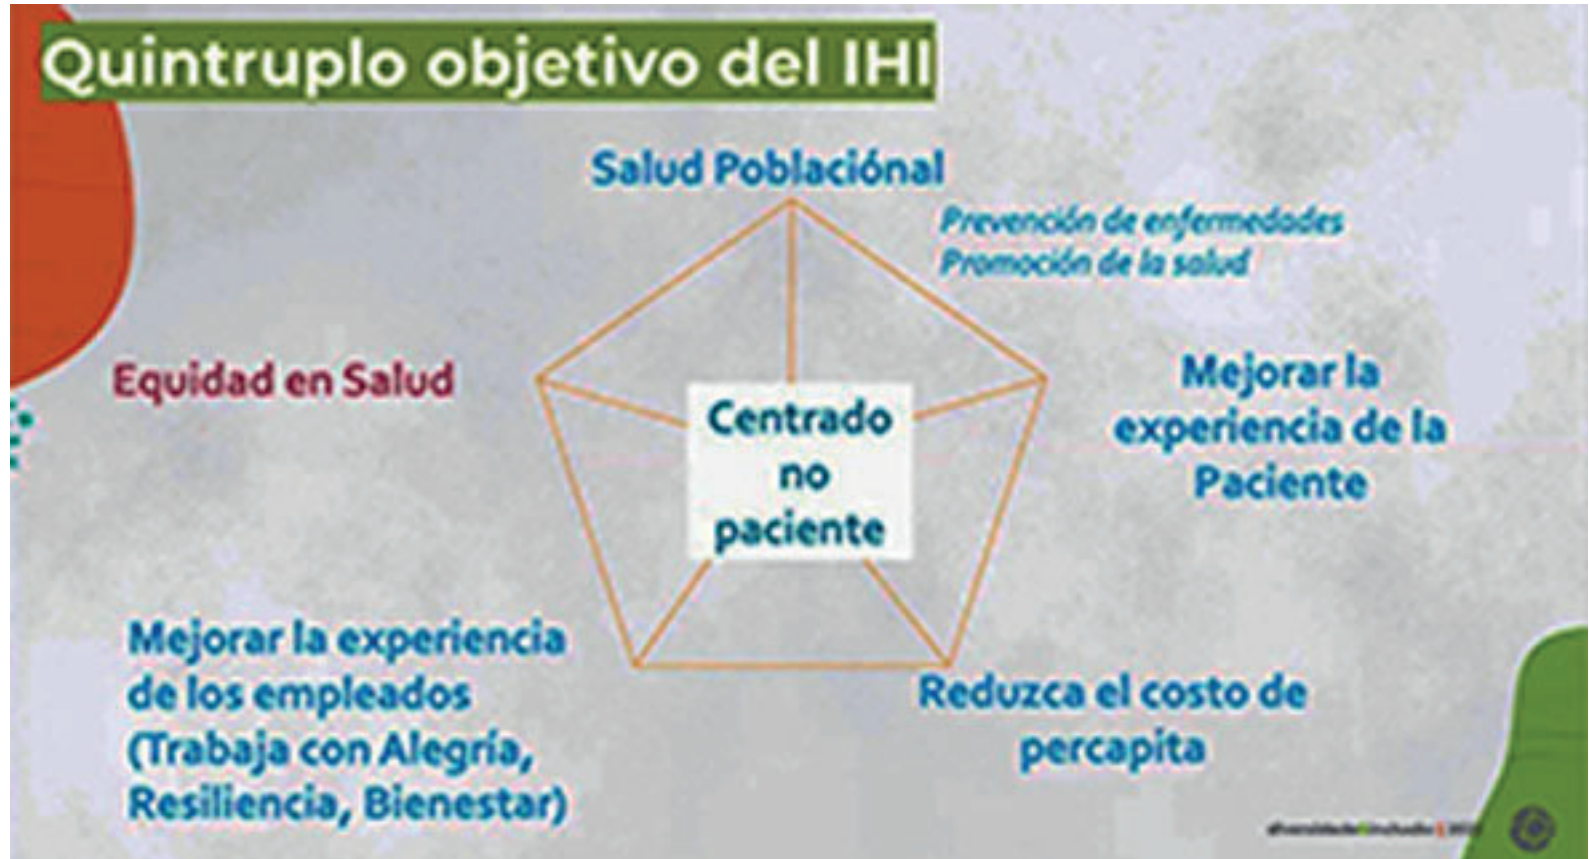 Quintruplo objetivo del IHI
Salud Poblaciónal
Prevención de enfermedades
Promoción de la salud
Equidad en Salud
Centrado
no
paciente
Mejorar la
experiencia de la
Paciente
Mejorar la experiencia
de los empleados
(Trabaja con Alegría,
Resiliencia, Bienestar)
Reduzca el costo de
percapita